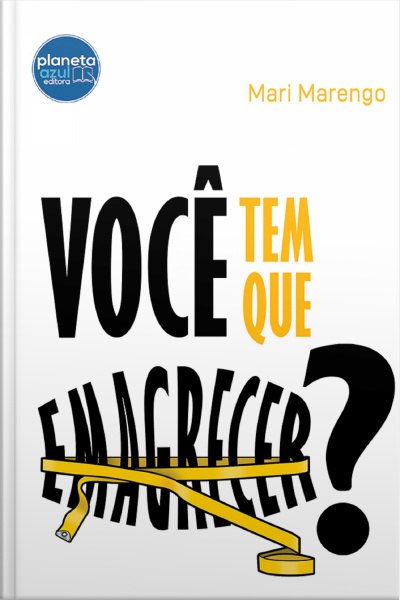 planeta
azul
editora
Mari Marengo
VOCÊ
TEM
QUE
EMAGRECER?